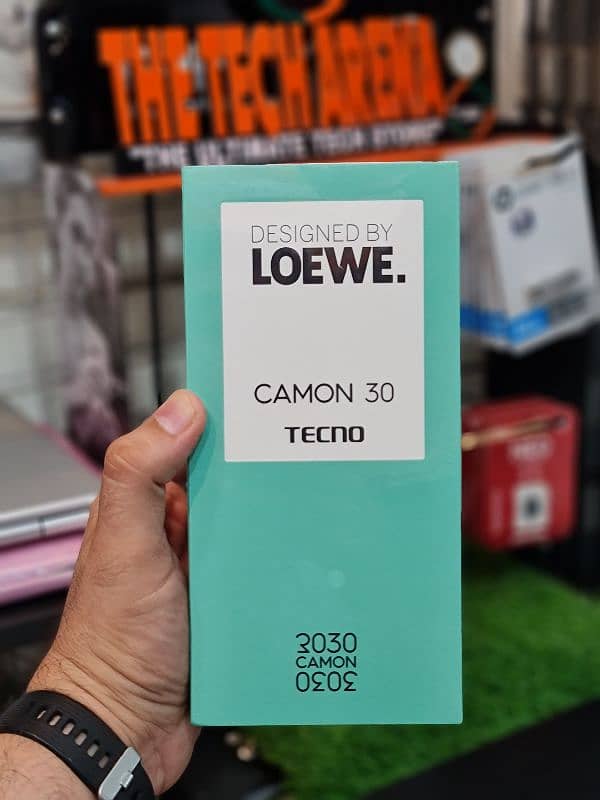 THE TECH ARENA
"THE ULTIMATE TECH STORE"
DESIGNED BY
LOEWE.
CAMON 30
TECNO
3030
CAMON
3030